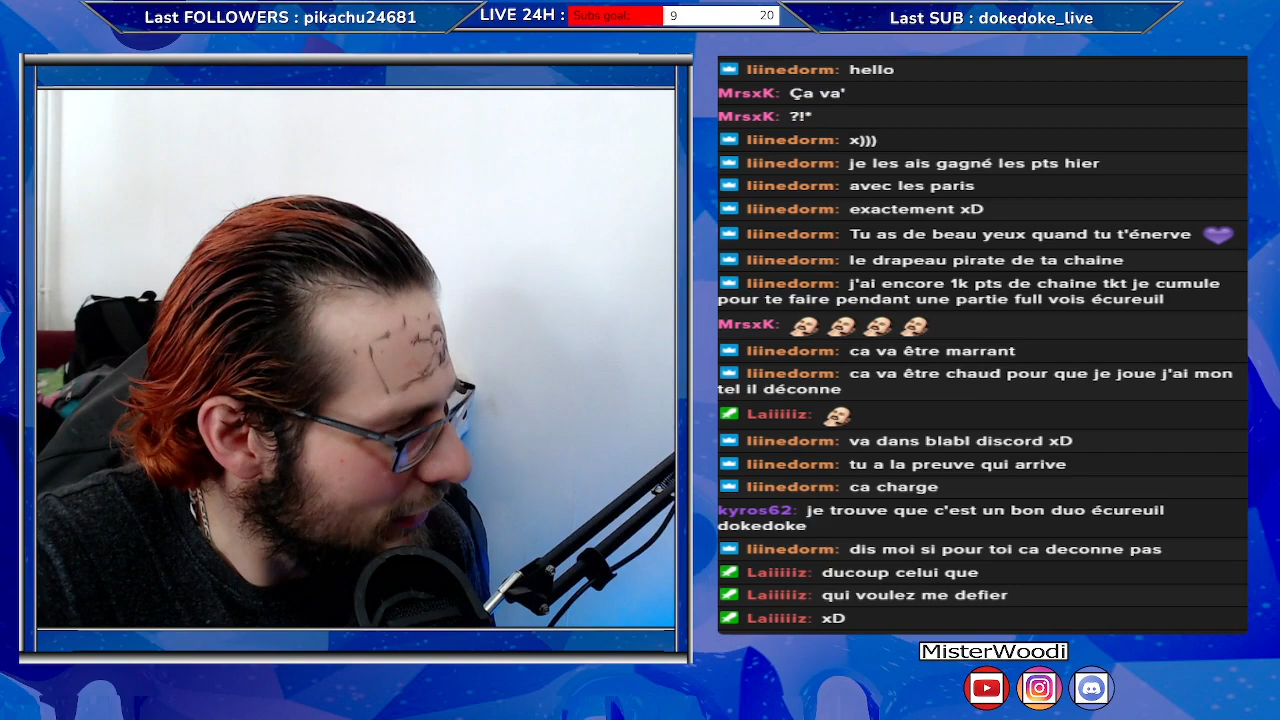 Last FOLLOWERS : pikachu24681
LIVE 24H :
Subs goal:
9
20
Last SUB : dokedoke_live
liinedorm: hello
MrsxK: Ça va'
MrsxK: ?!*
liinedorm: x)))
liinedorm: je les ais gagné les pts hier
liinedorm: avec les paris
liinedorm: exactement xD
liinedorm: Tu as de beau yeux quand tu t'énerve
liinedorm: le drapeau pirate de ta chaine
liinedorm: j'ai encore 1k pts de chaine tkt je cumule
pour te faire pendant une partie full vois écureuil
MrsxK:
liinedorm: ca va être marrant
liinedorm: ca va être chaud pour que je joue j'ai mon
tel il déconne
Laiiiiiz:
liinedorm: va dans blabl discord xD
liinedorm: tu a la preuve qui arrive
liinedorm: ca charge
kyros62: je trouve que c'est un bon duo écureuil
dokedoke
liinedorm: dis moi si pour toi ca deconne pas
Laiiiiiz: ducoup celui que
Laiiiiiz: qui voulez me defier
Laiiiiiz: xD
MisterWoodi